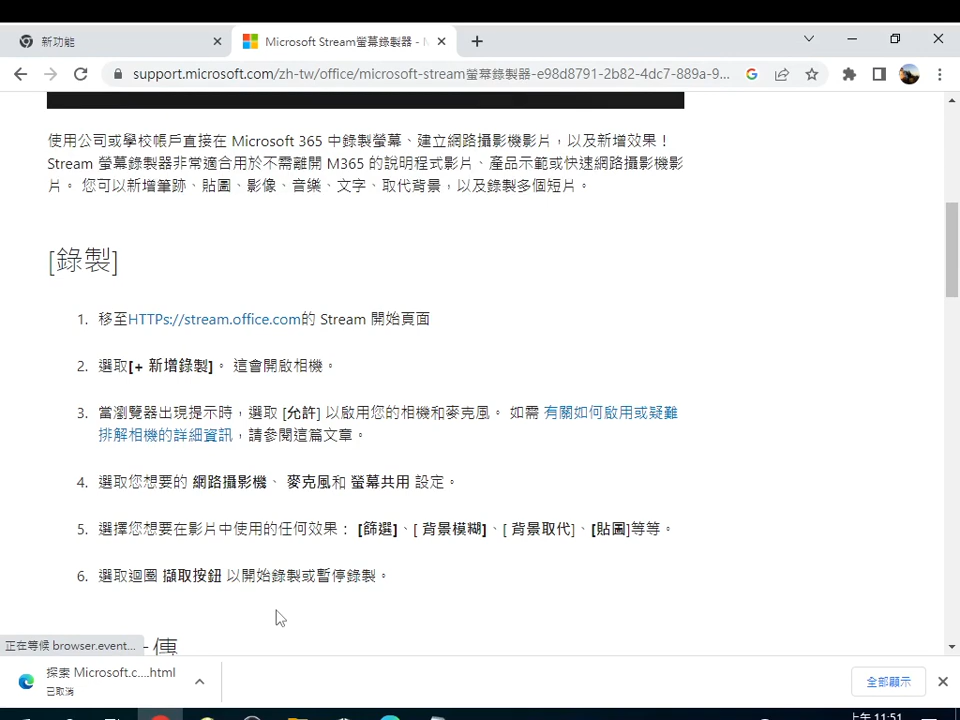 新功能
Microsoft Stream螢幕錄製器 - M
support.microsoft.com/zh-tw/office/microsoft-stream螢幕錄製器-e98d8791-2b82-4dc7-889a-9...
使用公司或學校帳戶直接在 Microsoft 365 中錄製螢幕、建立網路攝影機影片，以及新增效果！
Stream 螢幕錄製器非常適合用於不需離開 M365 的說明程式影片、產品示範或快速網路攝影機影
片。 您可以新增筆跡、貼圖、影像、音樂、文字、取代背景，以及錄製多個短片。
[錄製]
1. 移至HTTPs://stream.office.com的 Stream 開始頁面
2. 選取[+ 新增錄製]。 這會開啟相機。
3. 當瀏覽器出現提示時，選取 [允許] 以啟用您的相機和麥克風。 如需 有關如何啟用或疑難
排解相機的詳細資訊，請參閱這篇文章。
4. 選取您想要的 網路攝影機、 麥克風和 螢幕共用 設定。
5. 選擇您想要在影片中使用的任何效果： [篩選]、[ 背景模糊]、[ 背景取代]、[貼圖]等等。
6. 選取迴圈 擷取按鈕 以開始錄製或暫停錄製。
正在等候 browser.event...
傳
探索 Microsoft.c....html
已取消
全部顯示
上午 11:51